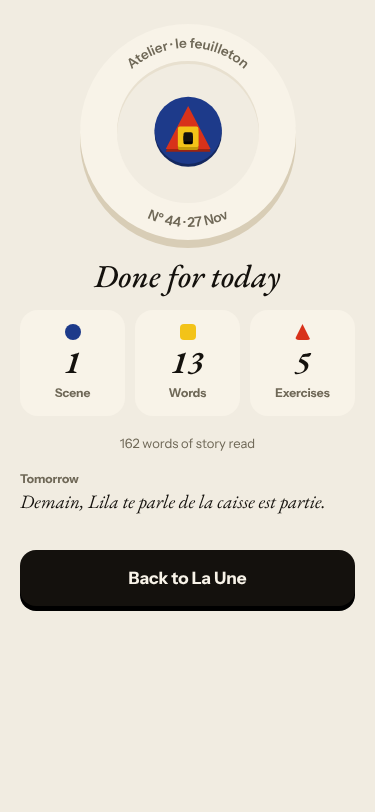 Atelier · le feuilleton
N° 44 · 27 Nov
Done for today
1
Scene
13
Words
5
Exercises
162 words of story read
Tomorrow
Demain, Lila te parle de la caisse est partie.
Back to La Une